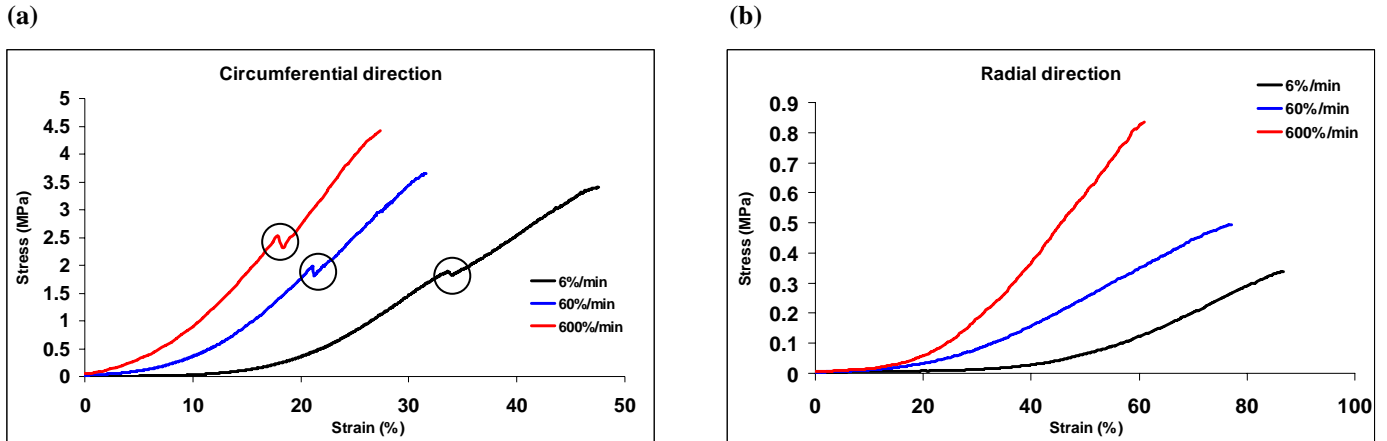 (a)
Circumferential direction
Stress (MPa)
5
4.5
4
3.5
3
2.5
2
1.5
1
0.5
0
0 10 20 30 40 50
Strain (%)
6%/min
60%/min
600%/min
(b)
Radial direction
Stress (MPa)
0.9
0.8
0.7
0.6
0.5
0.4
0.3
0.2
0.1
0
0 20 40 60 80 100
Strain (%)
6%/min
60%/min
600%/min